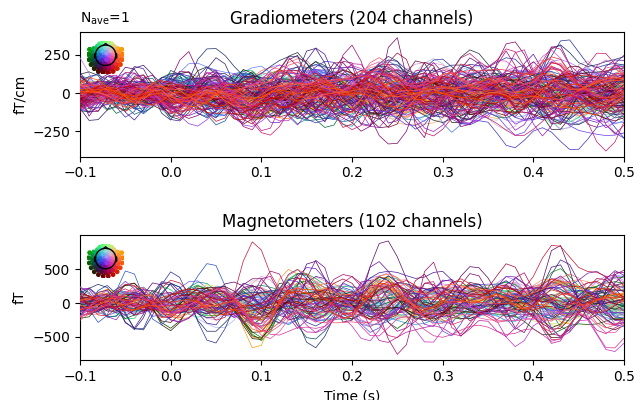 N_ave=1
Gradiometers (204 channels)
250
0
−250
fT/cm
−0.1 0.0 0.1 0.2 0.3 0.4 0.5
Magnetometers (102 channels)
500
0
−500
fT
−0.1 0.0 0.1 0.2 0.3 0.4 0.5
Time (s)